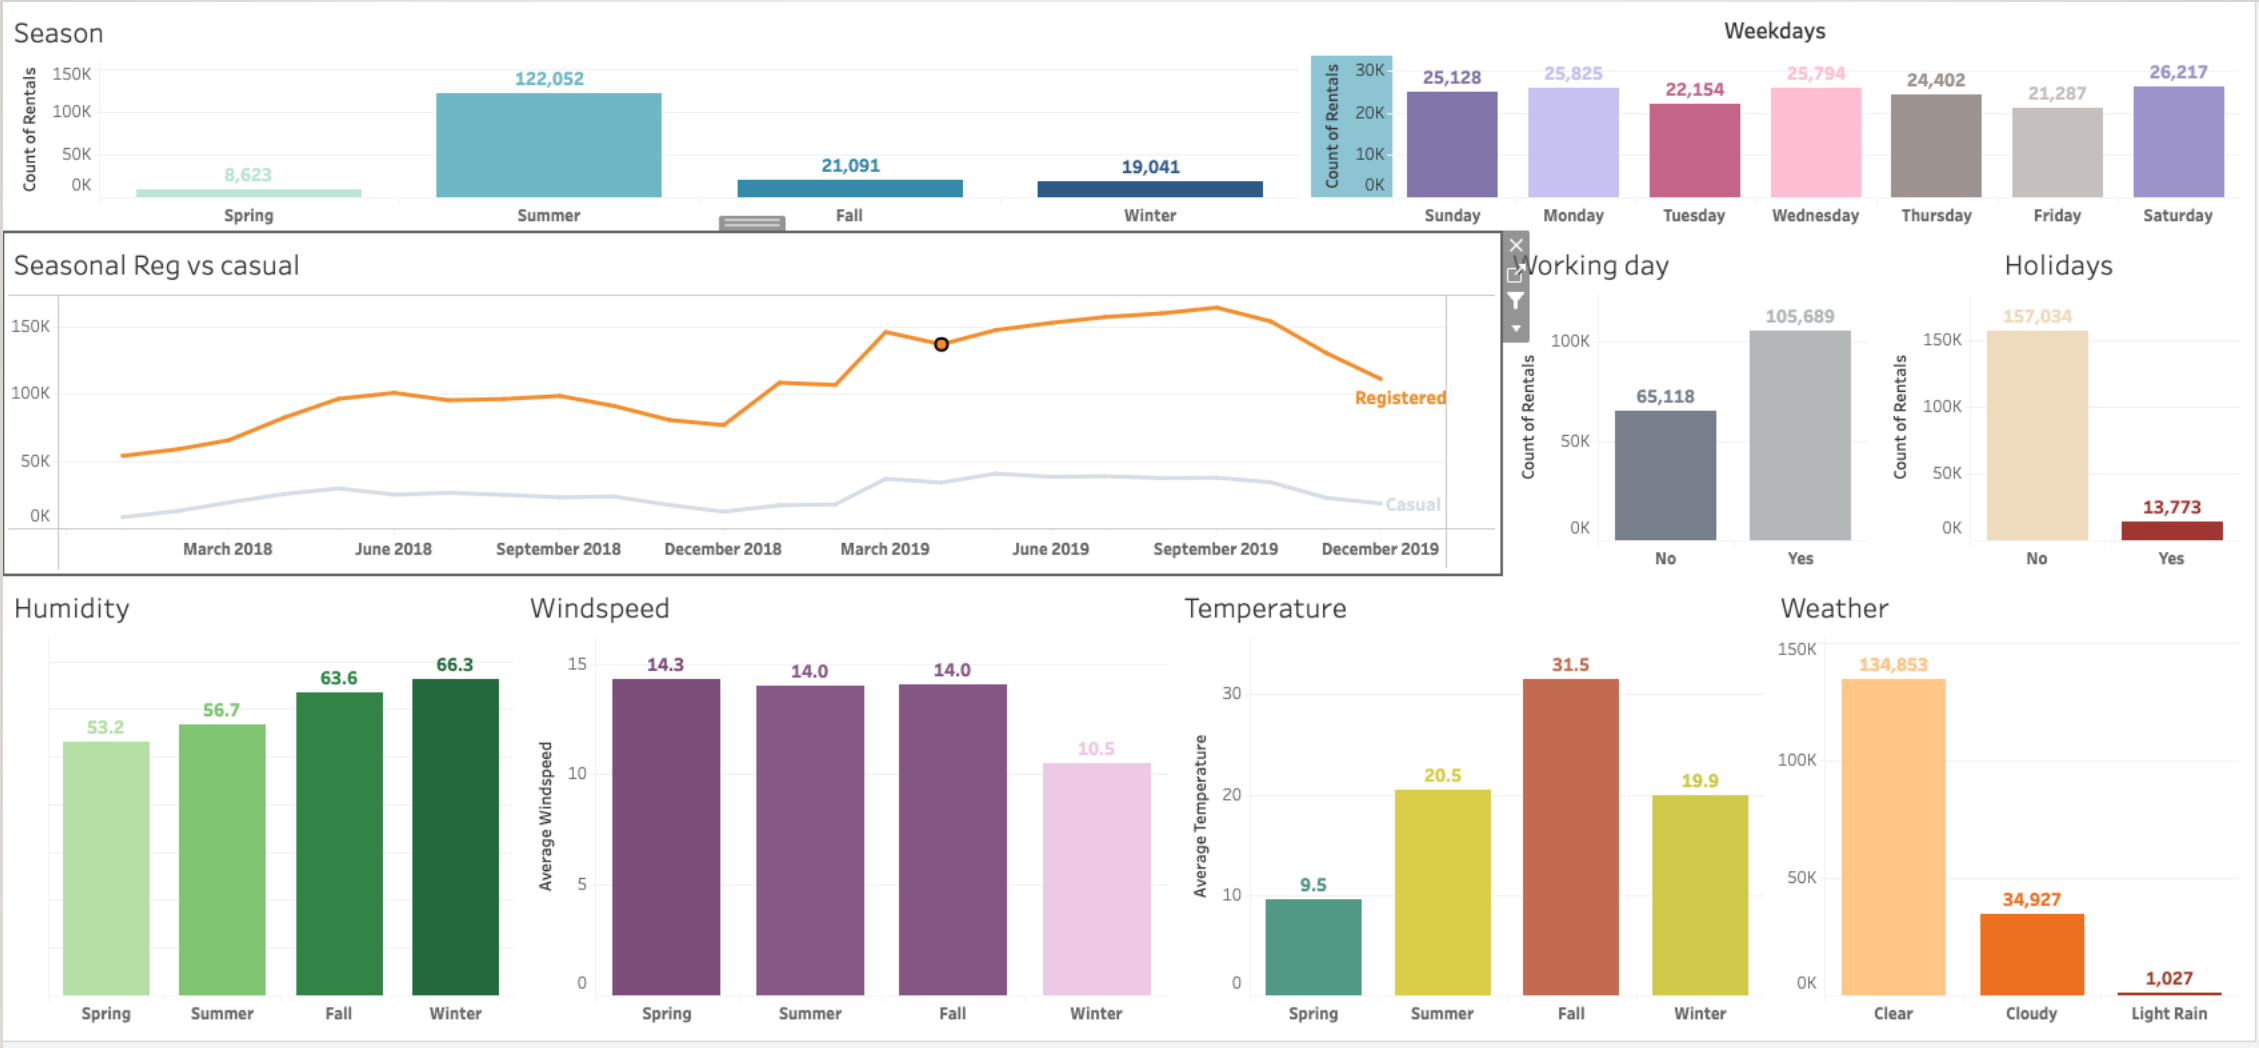 Season
Count of Rentals
150K
100K
50K
0K
8,623
122,052
21,091
19,041
Spring
Summer
Fall
Winter
Weekdays
Count of Rentals
30K
20K
10K
0K
25,128
25,825
22,154
25,794
24,402
21,287
26,217
Sunday
Monday
Tuesday
Wednesday
Thursday
Friday
Saturday
Seasonal Reg vs casual
150K
100K
50K
0K
Registered
Casual
March 2018
June 2018
September 2018
December 2018
March 2019
June 2019
September 2019
December 2019
Working day
Count of Rentals
100K
50K
0K
65,118
105,689
No
Yes
Holidays
Count of Rentals
150K
100K
50K
0K
157,034
13,773
No
Yes
Humidity
53.2
56.7
63.6
66.3
Spring
Summer
Fall
Winter
Windspeed
Average Windspeed
15
10
5
0
14.3
14.0
14.0
10.5
Spring
Summer
Fall
Winter
Temperature
Average Temperature
30
20
10
0
9.5
20.5
31.5
19.9
Spring
Summer
Fall
Winter
Weather
150K
100K
50K
0K
134,853
34,927
1,027
Clear
Cloudy
Light Rain